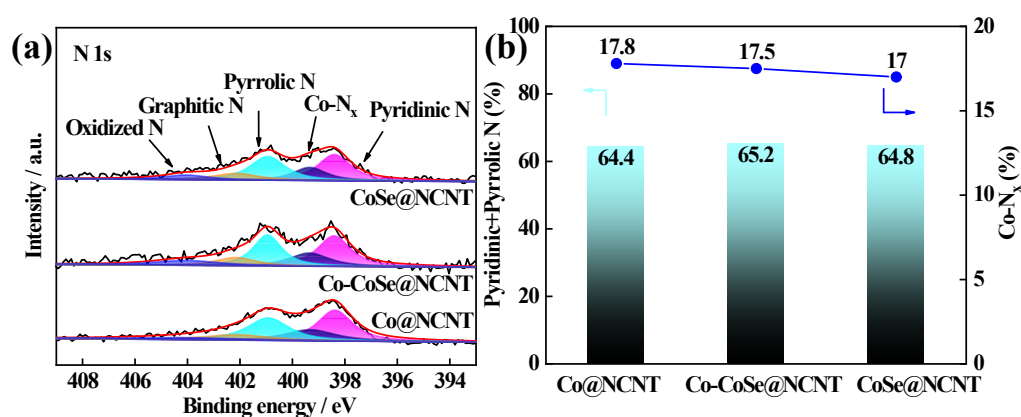 (a)
N 1s
Pyrrolic N
Graphitic N
Co-Nx
Oxidized N
Pyridinic N
CoSe@NCNT
Co-CoSe@NCNT
Co@NCNT
Intensity / a.u.
408 406 404 402 400 398 396 394
Binding energy / eV
(b)
17.8 17.5 17
64.4 65.2 64.8
100
80
60
40
20
0
Pyridinic+Pyrrolic N (%)
20
15
10
5
0
Co-Nx (%)
Co@NCNT Co-CoSe@NCNT CoSe@NCNT